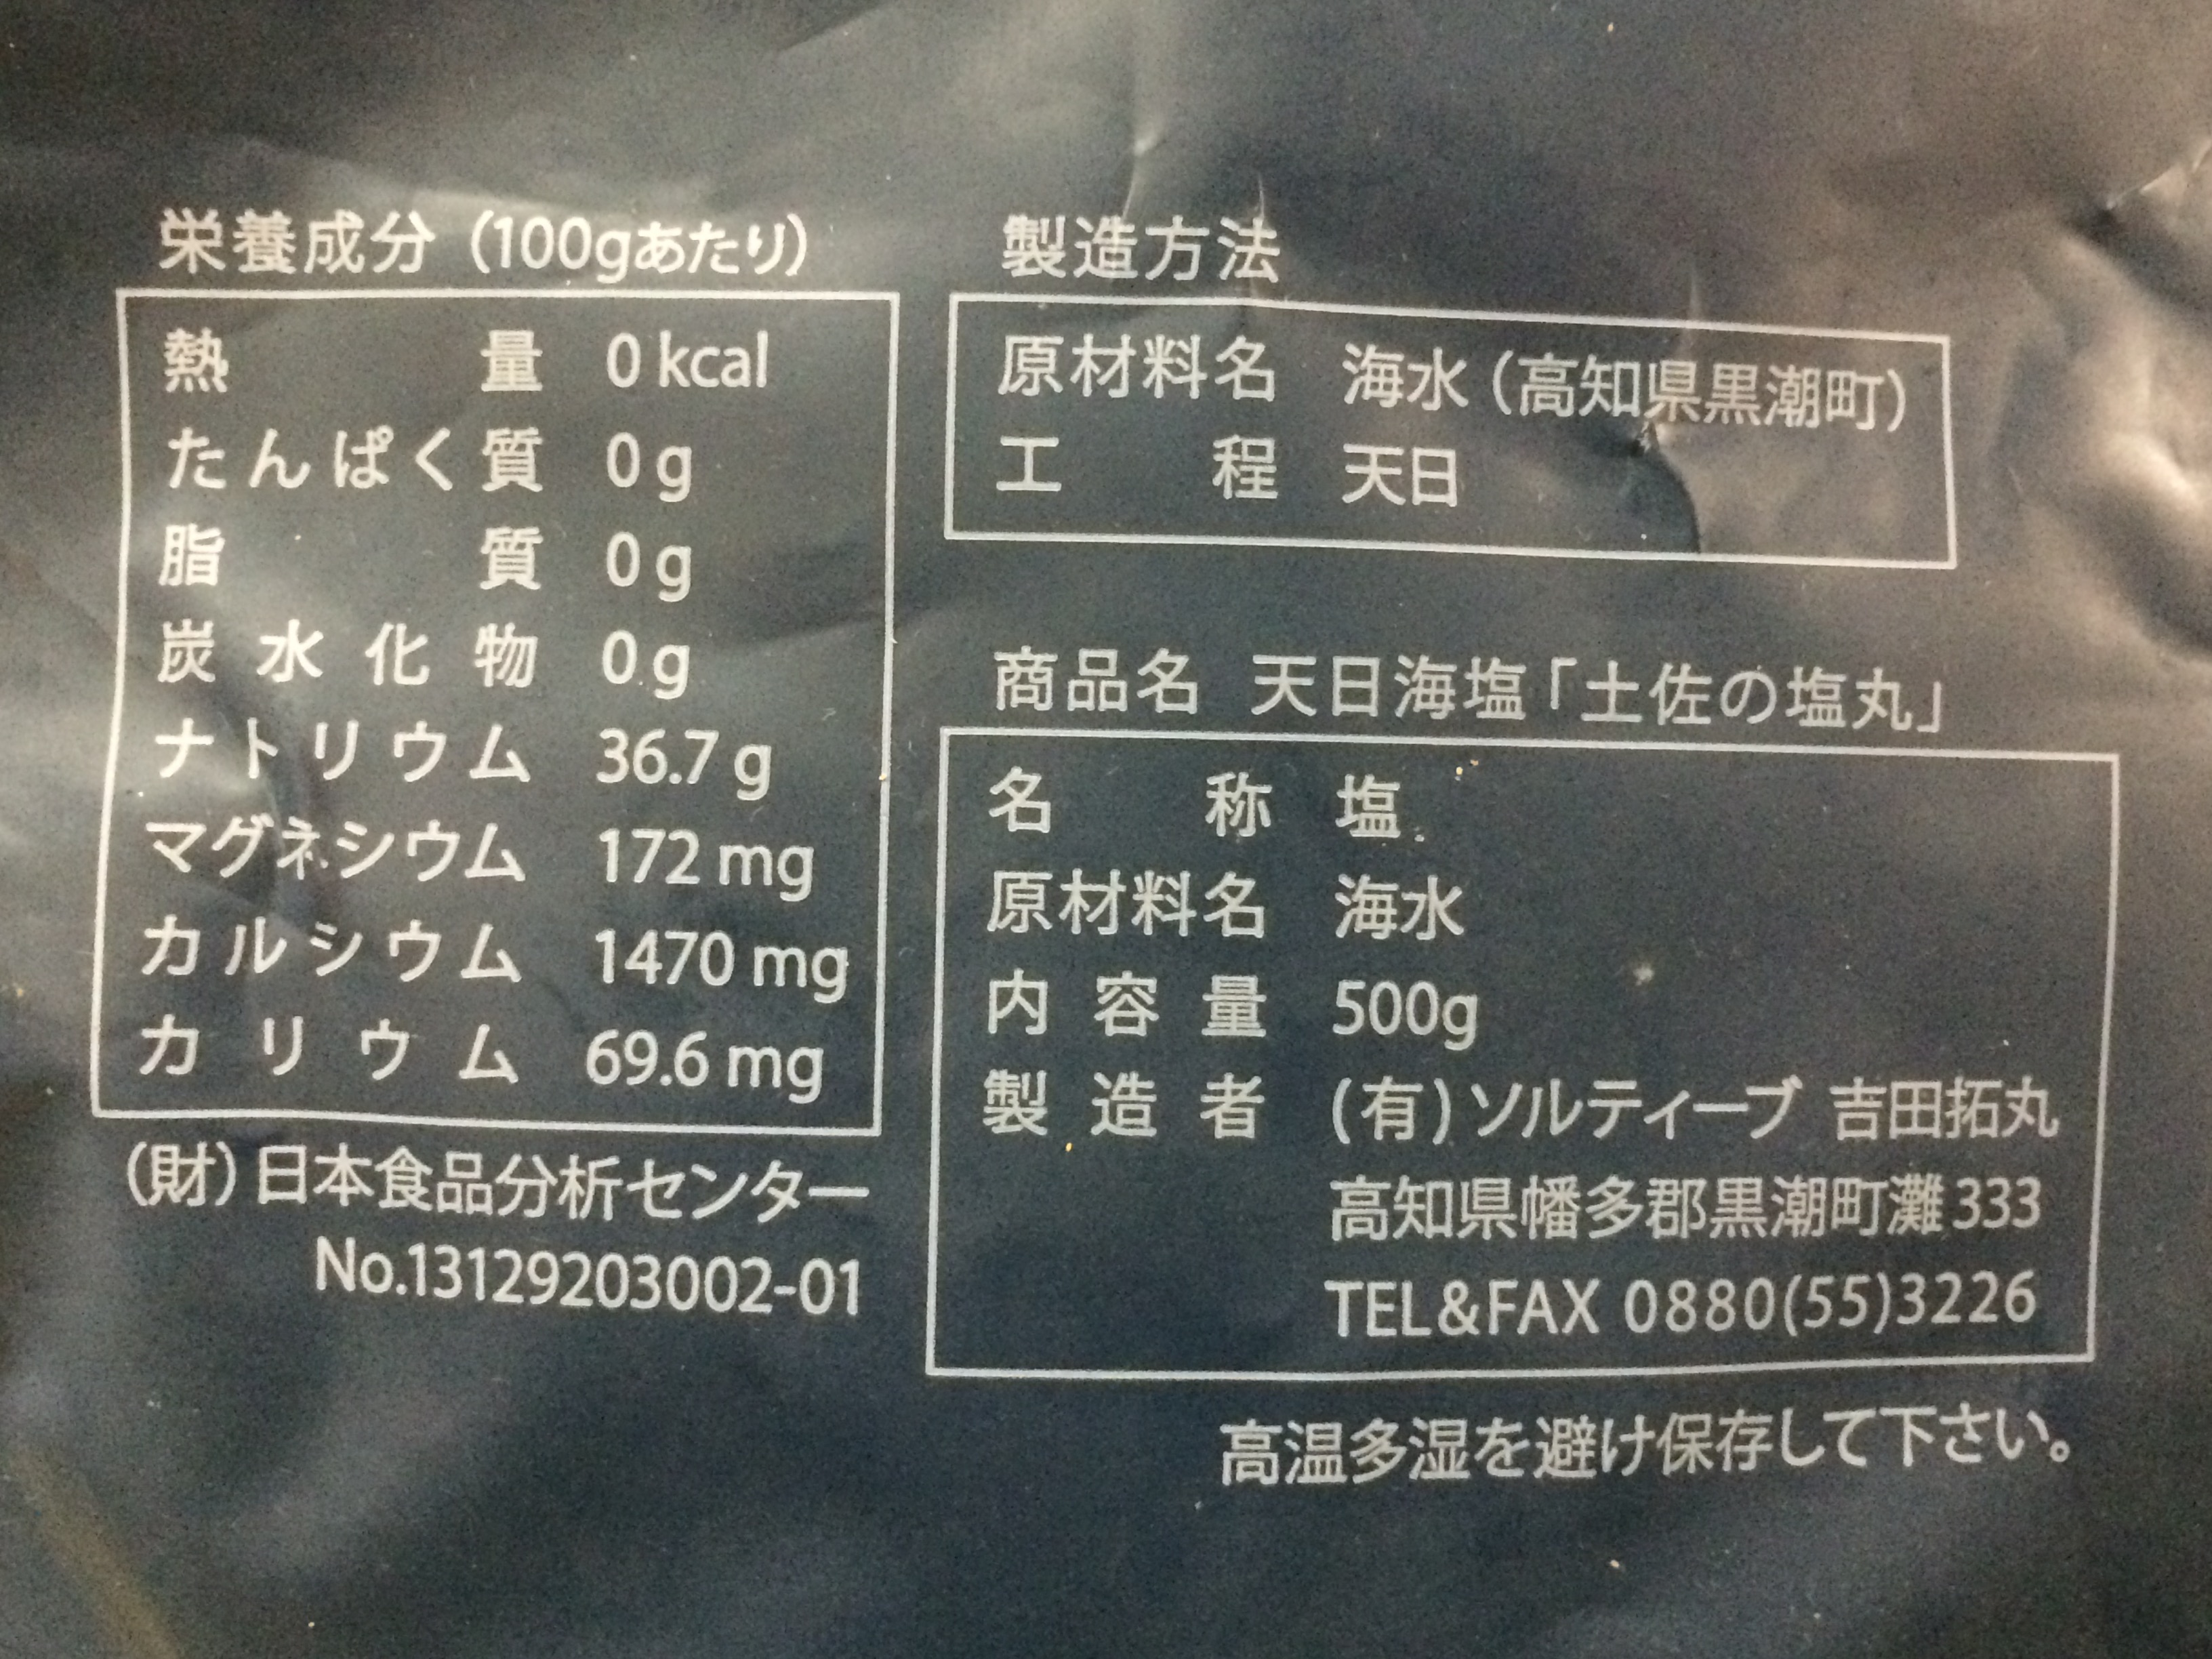 栄養成分（100gあたり）
熱量 0 kcal
たんぱく質 0 g
脂質 0 g
炭水化物 0 g
ナトリウム 36.7 g
マグネシウム 172 mg
カルシウム 1470 mg
カリウム 69.6 mg
（財）日本食品分析センター
No.13129203002-01
製造方法
原材料名 海水（高知県黒潮町）
工程 天日
商品名 天日海塩「土佐の塩丸」
名称 塩
原材料名 海水
内容量 500g
製造者 (有)ソルティーブ 吉田拓丸
高知県幡多郡黒潮町灘333
TEL&FAX 0880(55)3226
高温多湿を避け保存して下さい。